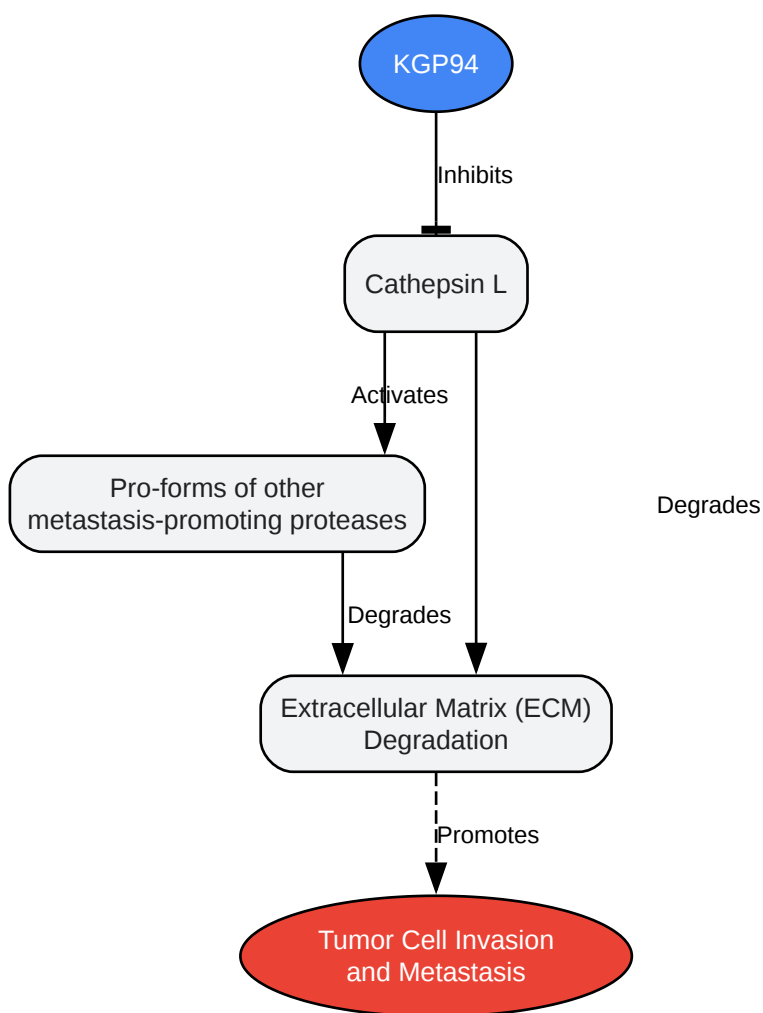 KGP94
Inhibits
Cathepsin L
Activates
Pro-forms of other
metastasis-promoting proteases
Degrades
Degrades
Extracellular Matrix (ECM)
Degradation
Promotes
Tumor Cell Invasion
and Metastasis